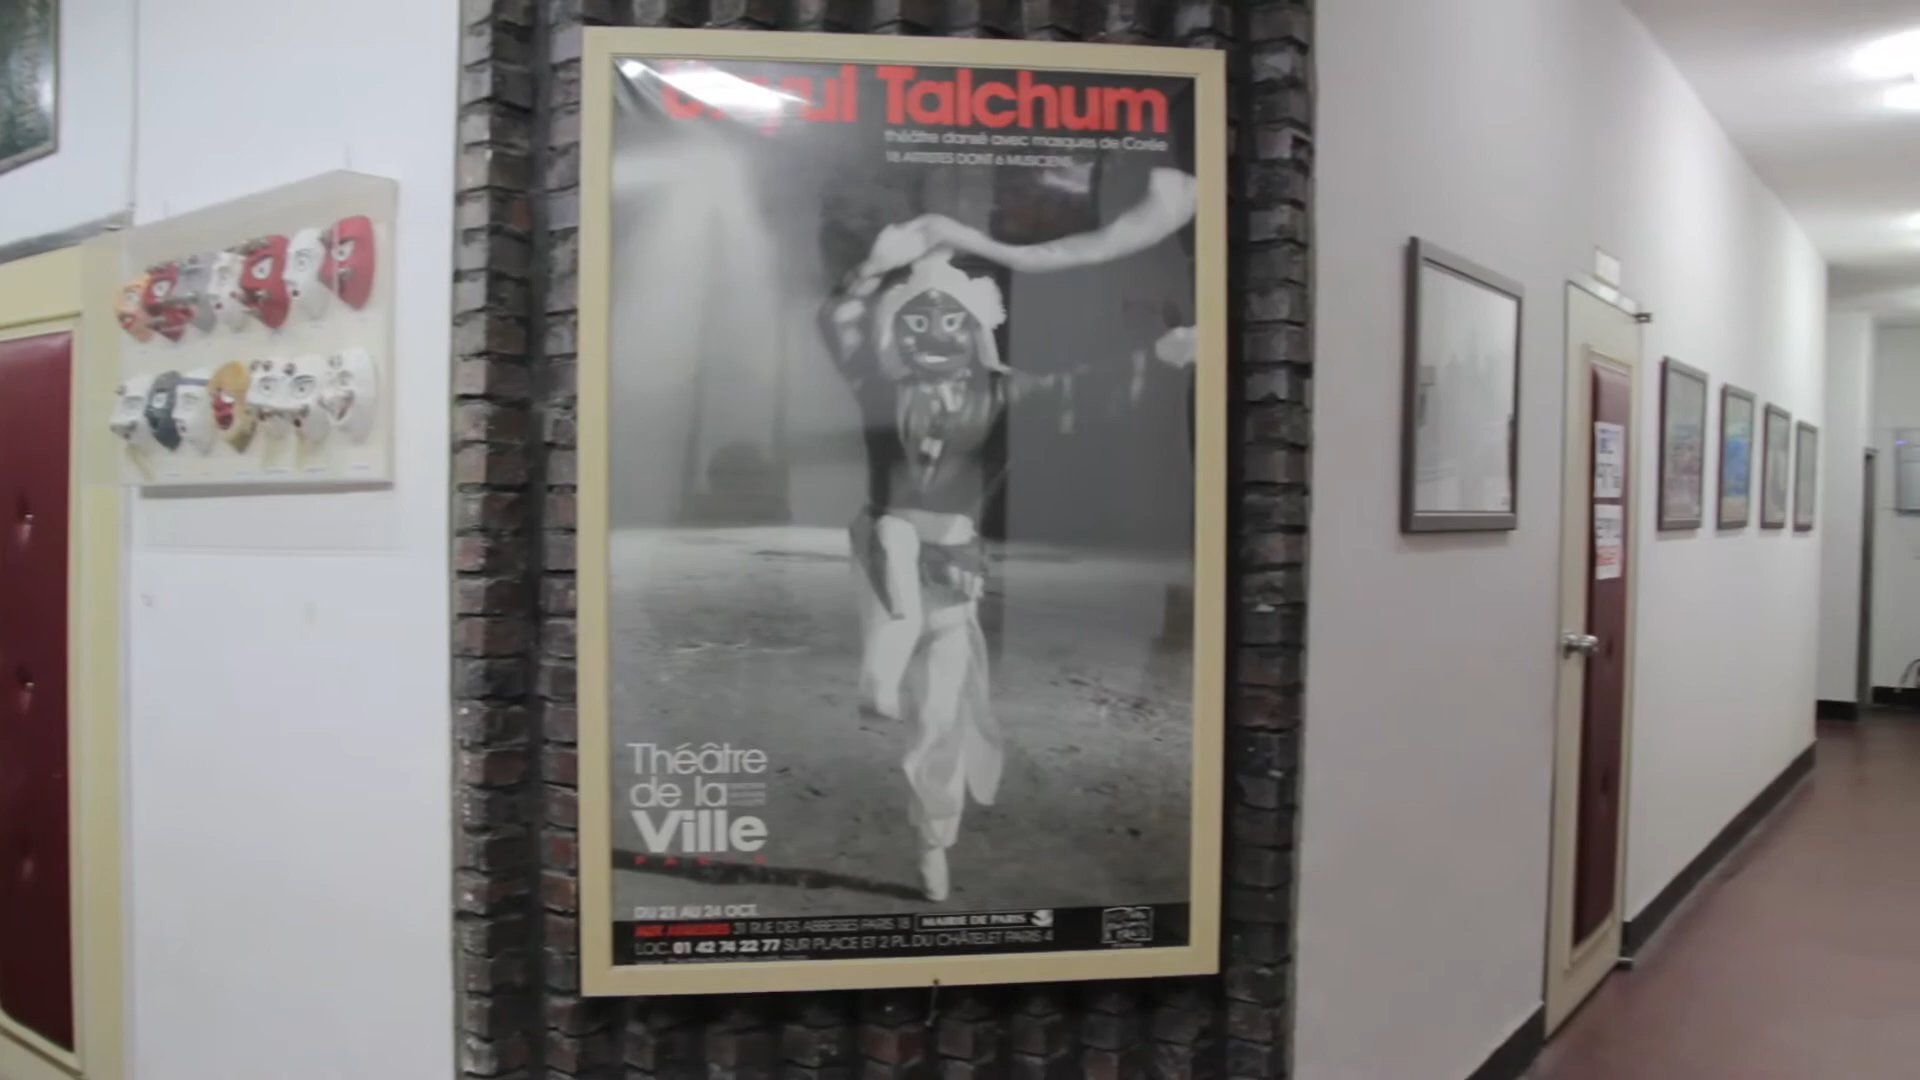 Talchum
théâtre dansé avec masques de Corée
18 ARTISTES DONT 6 MUSICIENS
Théâtre
de la
Ville
PARIS
DU 21 AU 24 OCT.
AUX ABBESSES 31 RUE DES ABBESSES PARIS 18 MAIRIE DE PARIS
LOC. 01 42 74 22 77 SUR PLACE ET 2 PL. DU CHÂTELET PARIS 4